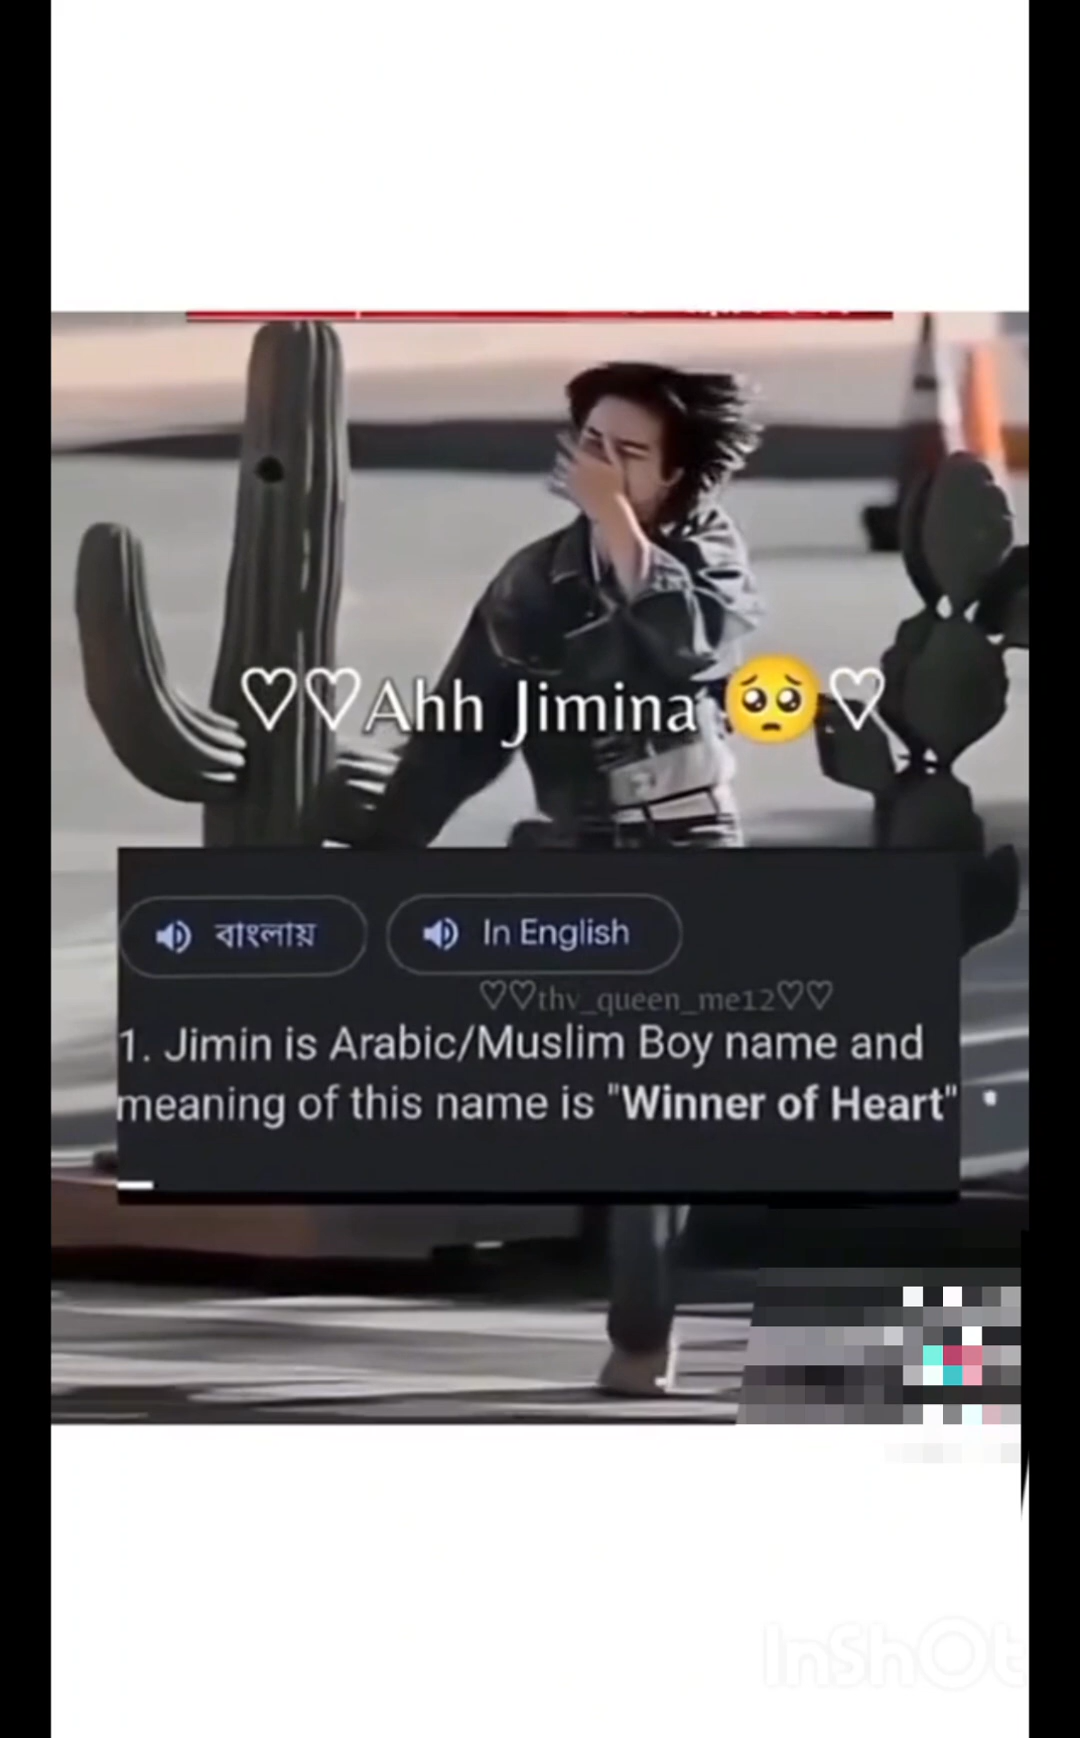 ♡♡Ahh Jimina 🥺♡
বাংলায় In English
♡♡thv_queen_me12♡♡
1. Jimin is Arabic/Muslim Boy name and
meaning of this name is "Winner of Heart"
InShOt